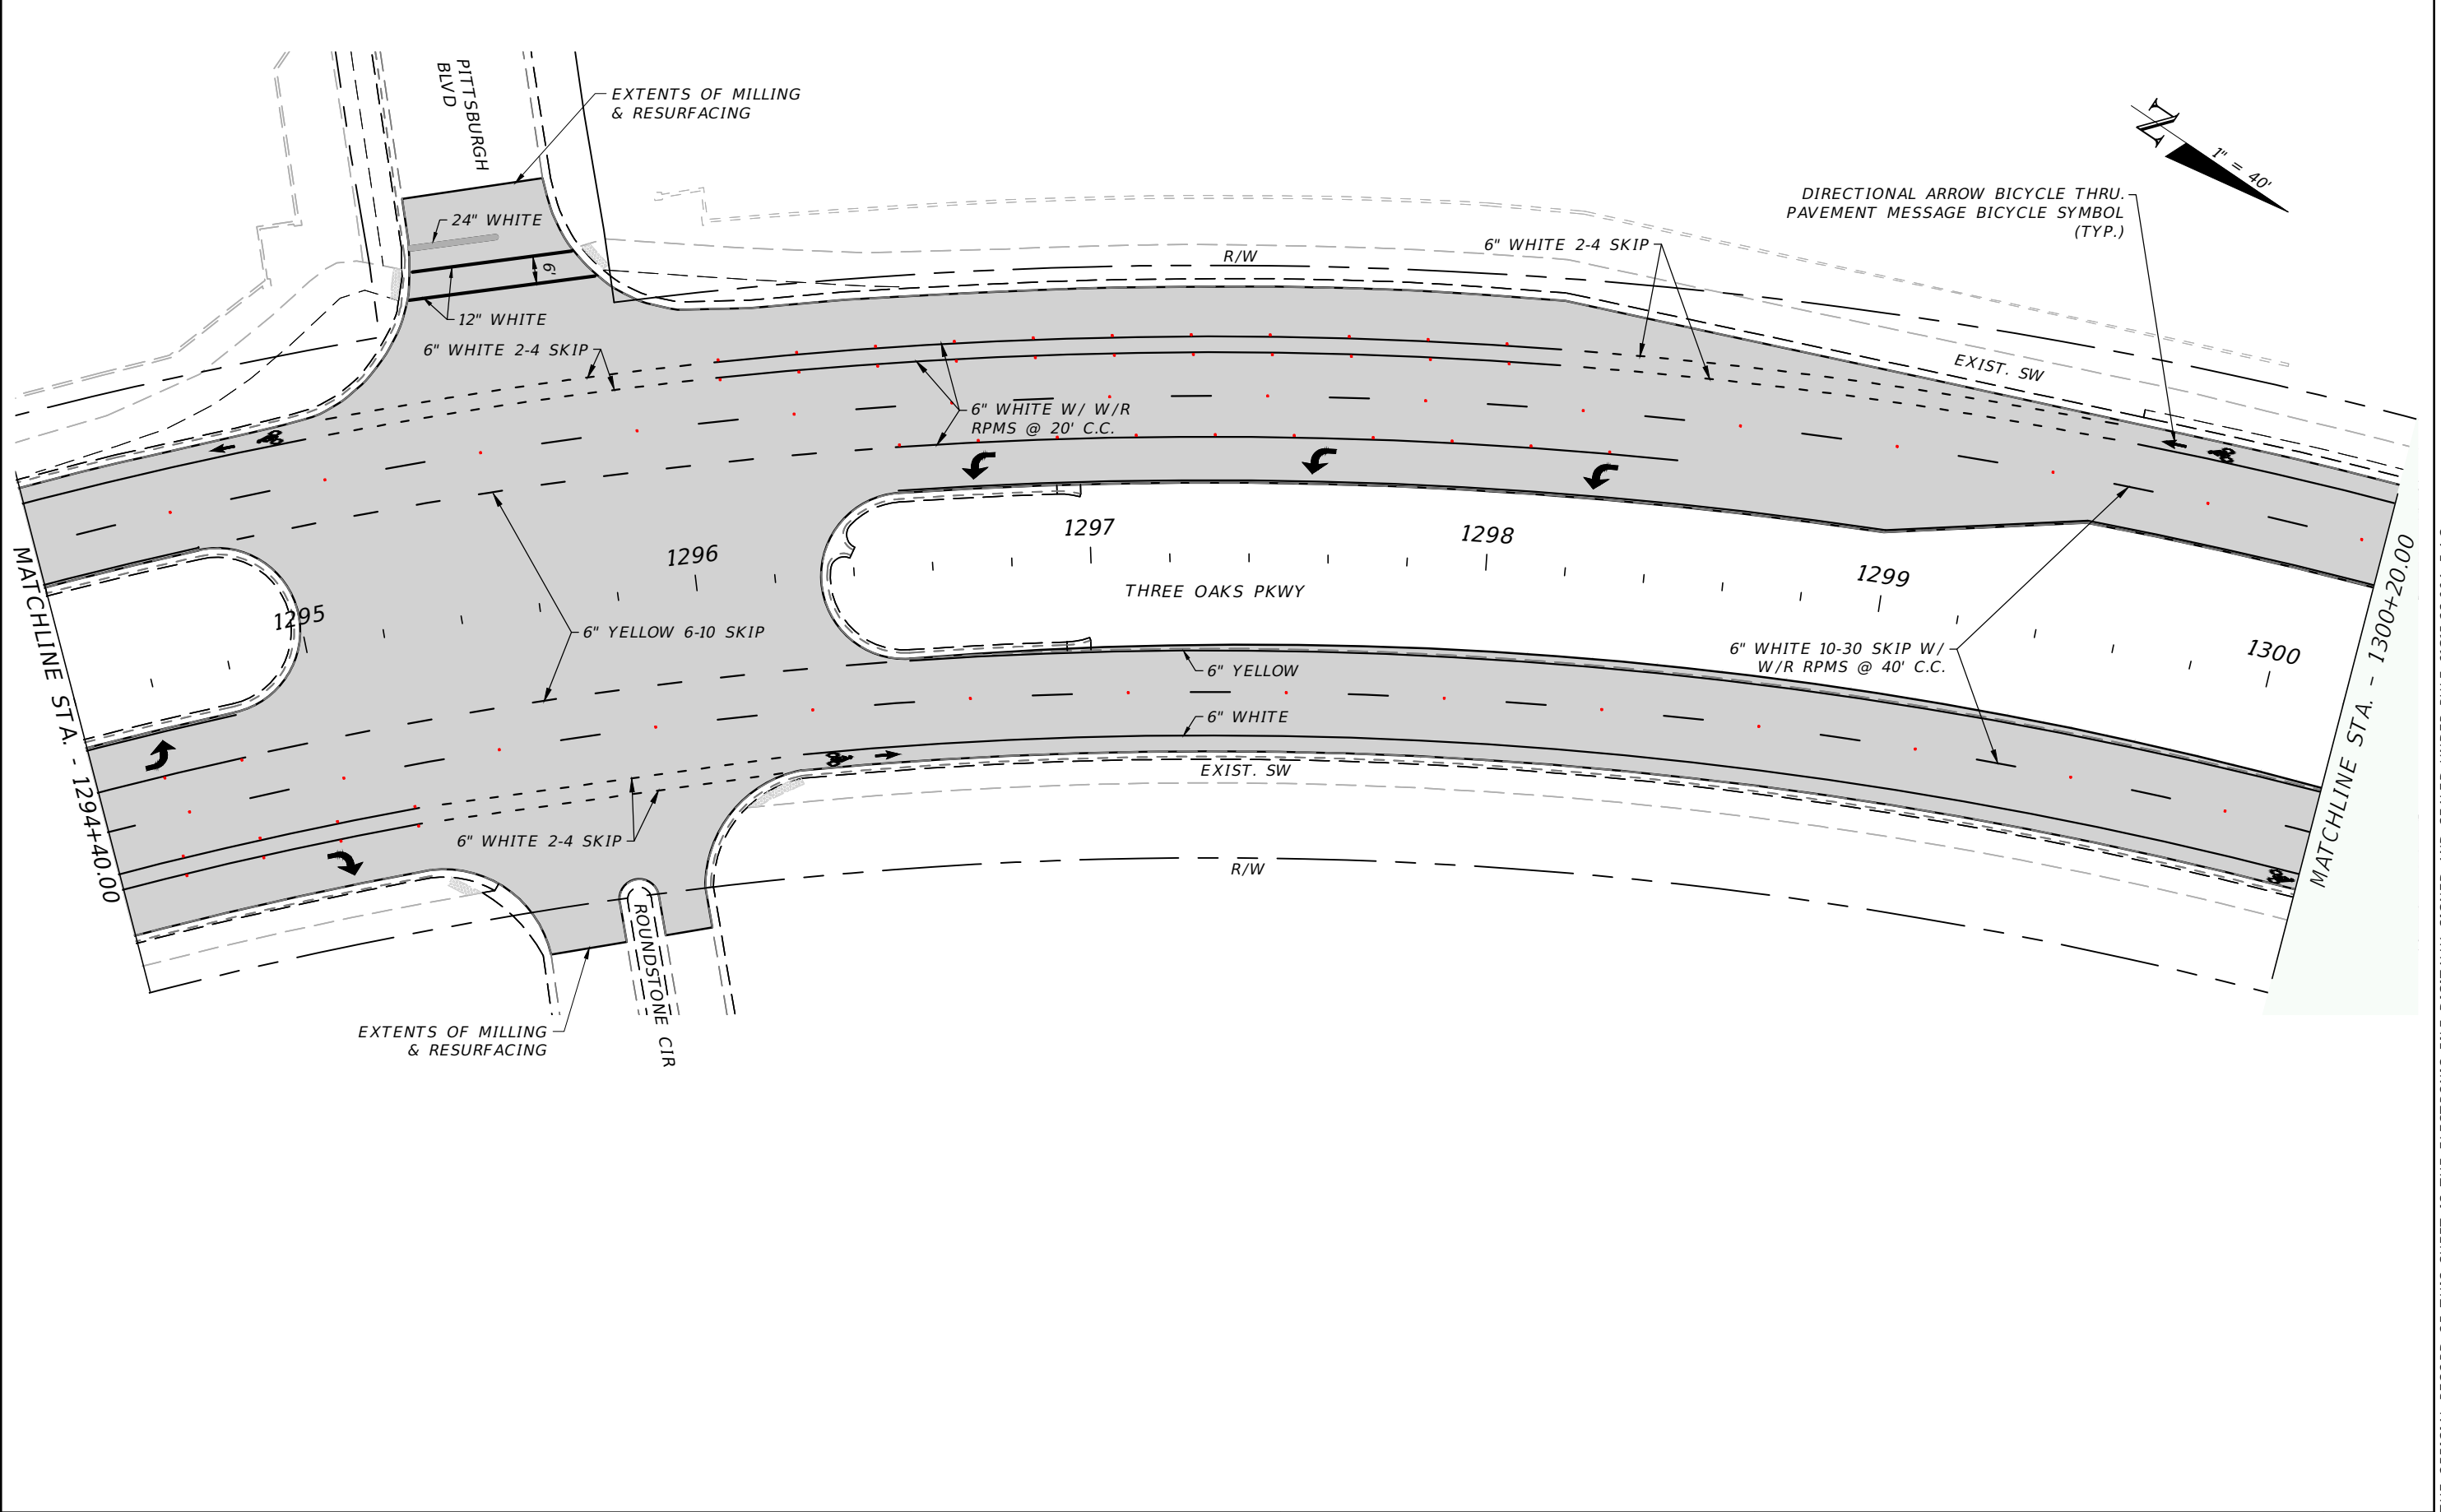 PITTSBURGH
BLVD
EXTENTS OF MILLING
& RESURFACING
N
1" = 40'
24" WHITE
6'
12" WHITE
6" WHITE 2-4 SKIP
R/W
6" WHITE 2-4 SKIP
DIRECTIONAL ARROW BICYCLE THRU.
PAVEMENT MESSAGE BICYCLE SYMBOL
(TYP.)
EXIST. SW
6" WHITE W/ W/R
RPMS @ 20' C.C.
MATCHLINE STA. - 1294+40.00
1295
1296
1297
1298
1299
1300
THREE OAKS PKWY
6" YELLOW 6-10 SKIP
6" YELLOW
6" WHITE
6" WHITE 10-30 SKIP W/
W/R RPMS @ 40' C.C.
MATCHLINE STA. - 1300+20.00
EXIST. SW
6" WHITE 2-4 SKIP
R/W
ROUNDSTONE CIR
EXTENTS OF MILLING
& RESURFACING